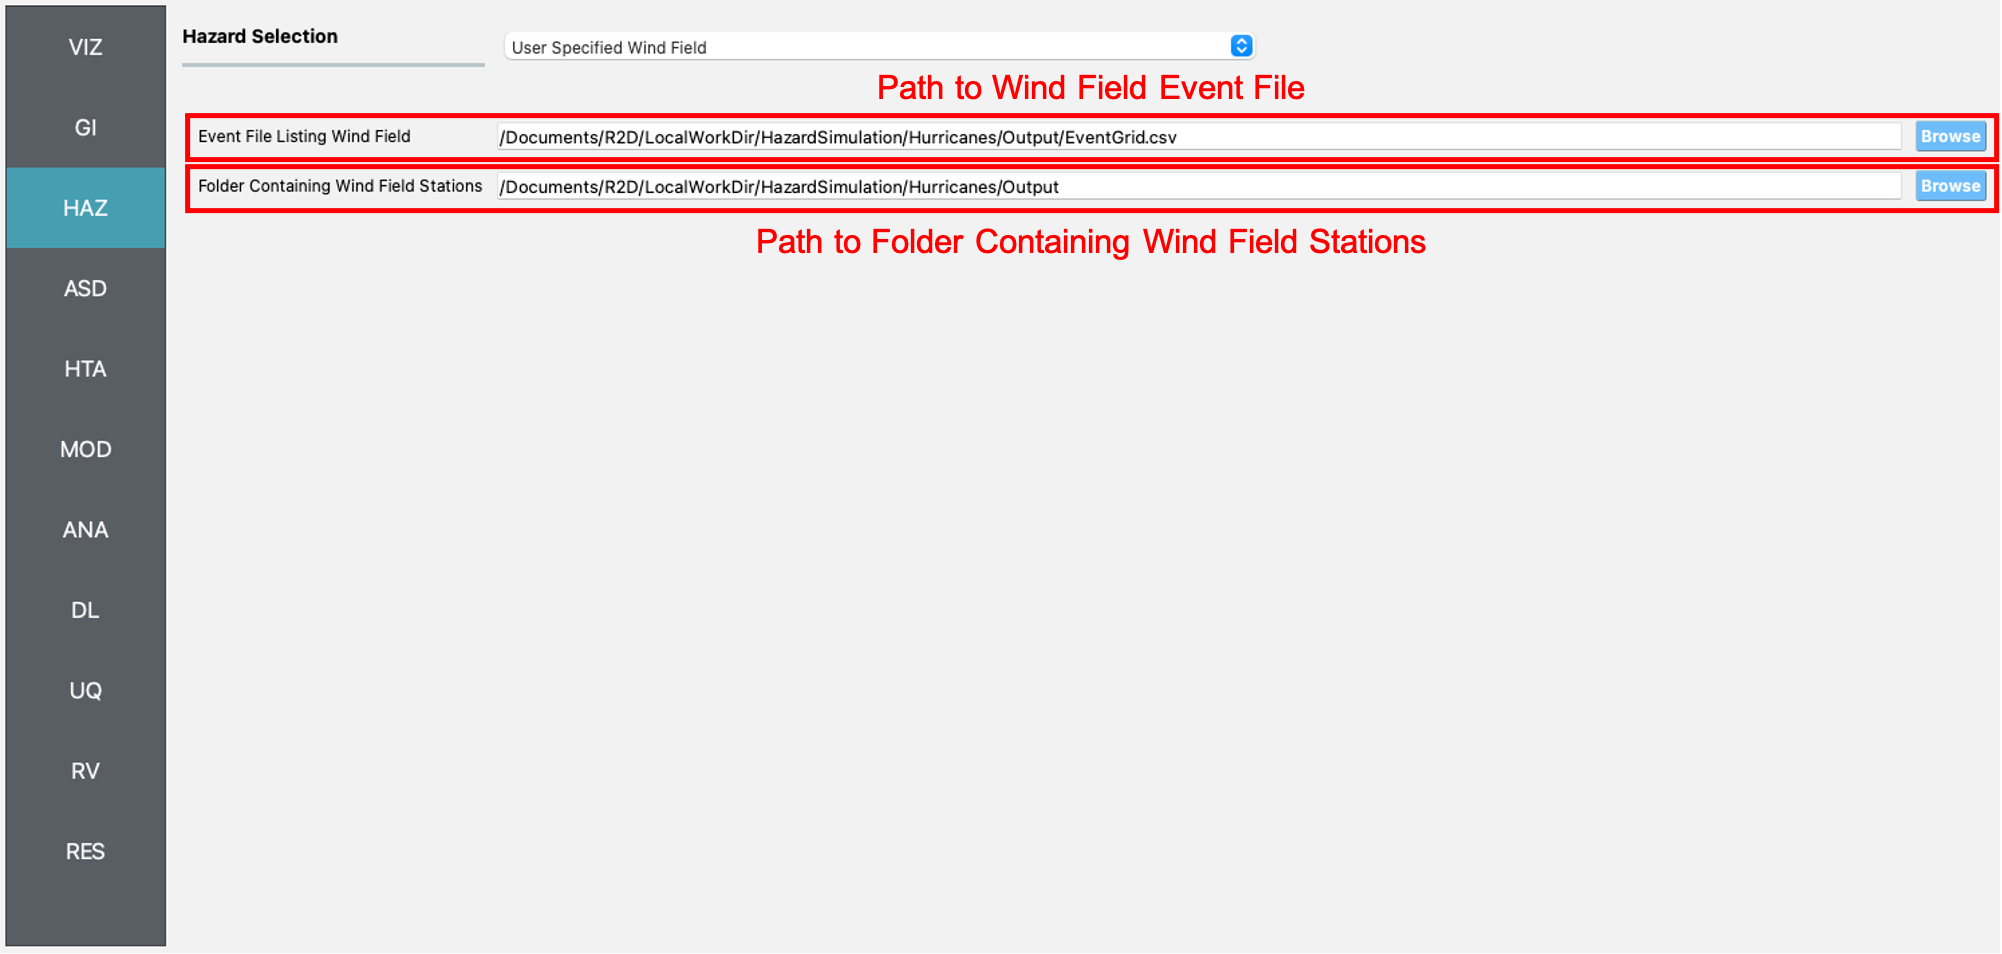 VIZ
GI
HAZ
ASD
HTA
MOD
ANA
DL
UQ
RV
RES
Hazard Selection
User Specified Wind Field
Path to Wind Field Event File
Event File Listing Wind Field /Documents/R2D/LocalWorkDir/HazardSimulation/Hurricanes/Output/EventGrid.csv Browse
Folder Containing Wind Field Stations /Documents/R2D/LocalWorkDir/HazardSimulation/Hurricanes/Output Browse
Path to Folder Containing Wind Field Stations